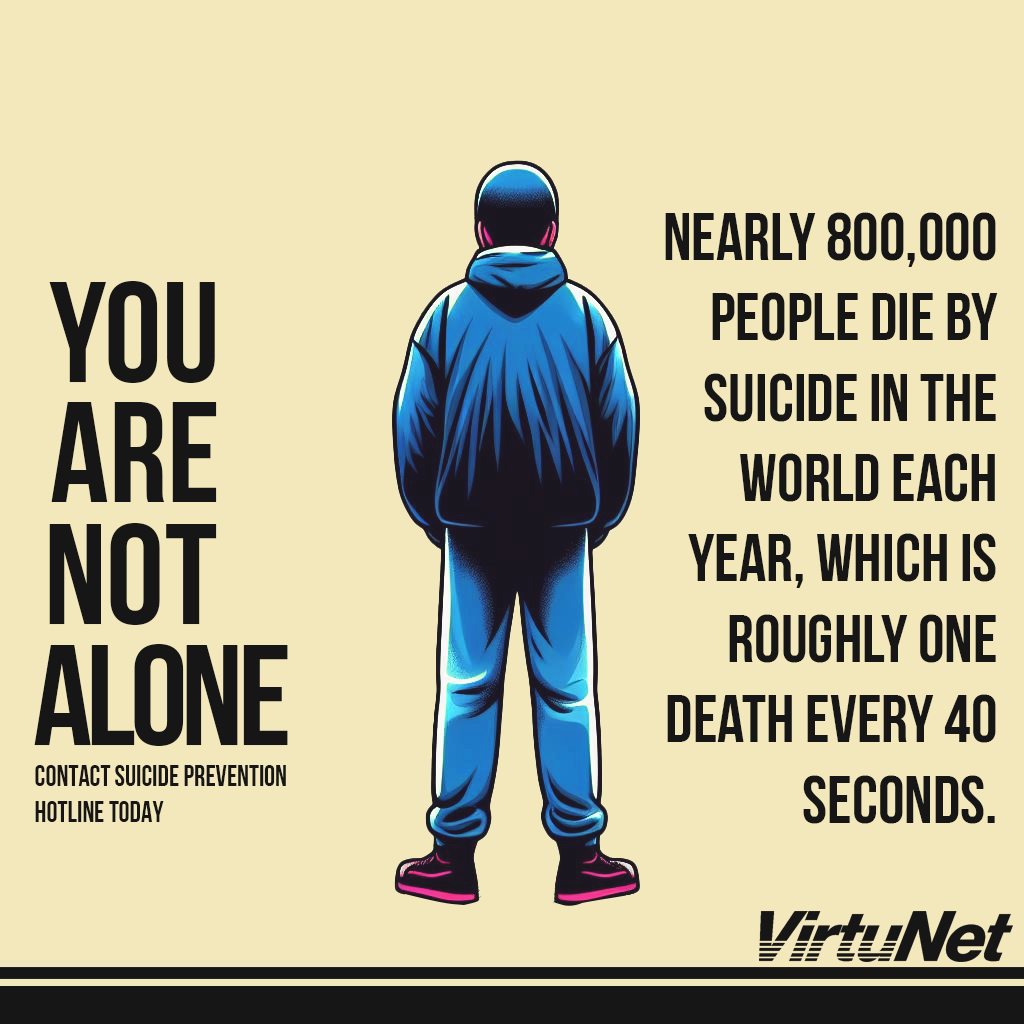 YOU
ARE
NOT
ALONE
CONTACT SUICIDE PREVENTION
HOTLINE TODAY
NEARLY 800,000
PEOPLE DIE BY
SUICIDE IN THE
WORLD EACH
YEAR, WHICH IS
ROUGHLY ONE
DEATH EVERY 40
SECONDS.
VirtuNet